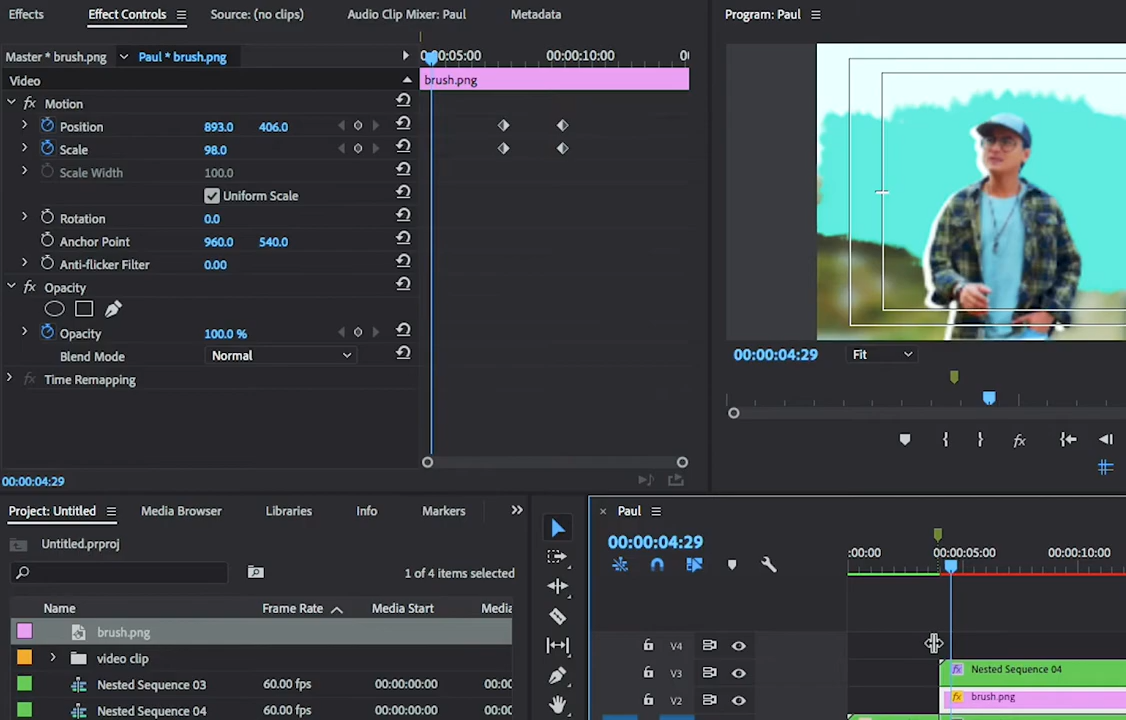 Effects Effect Controls Source: (no clips) Audio Clip Mixer: Paul Metadata
Master * brush.png Paul * brush.png
00:00:10:00
Video
brush.png
Motion
Position 893.0 406.0
Scale 98.0
Scale Width 100.0
Uniform Scale
Rotation 0.0
Anchor Point 960.0 540.0
Anti-flicker Filter 0.00
fx Opacity
Opacity 100.0 %
Blend Mode Normal
fx Time Remapping
00:00:04:29
Program: Paul
00:00:04:29 Fit
fx
Project: Untitled Media Browser Libraries Info Markers
Untitled.prproj
1 of 4 items selected
Name Frame Rate Media Start Media
brush.png
video clip
Nested Sequence 03 60.00 fps 00:00:00:00 00:0
Nested Sequence 04 60.00 fps 00:00:00:00 00:0
× Paul
00:00:04:29
:00:00 00:00:05:00 00:00:10:00
V4
V3 fx Nested Sequence 04
V2 fx brush.png